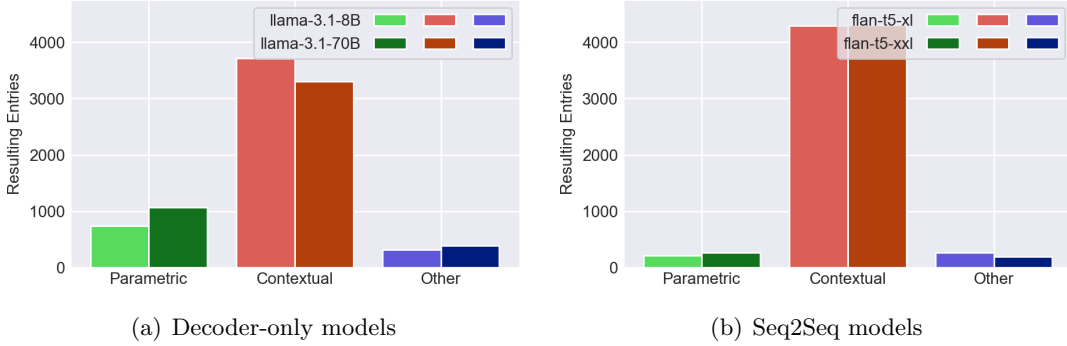 llama-3.1-8B
llama-3.1-70B
Resulting Entries
4000
3000
2000
1000
0
Parametric Contextual Other
(a) Decoder-only models
flan-t5-xl
flan-t5-xxl
Resulting Entries
4000
3000
2000
1000
0
Parametric Contextual Other
(b) Seq2Seq models